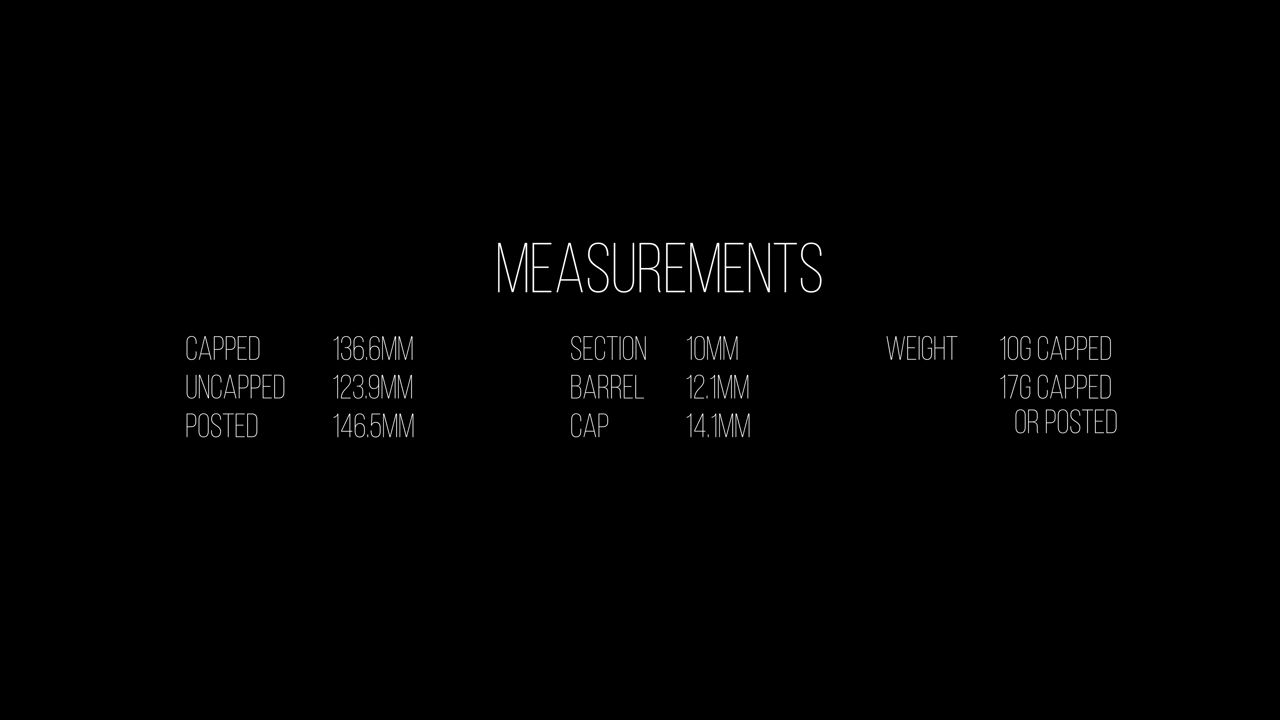 MEASUREMENTS
CAPPED 136.6MM
UNCAPPED 123.9MM
POSTED 146.5MM
SECTION 10MM
BARREL 12.1MM
CAP 14.1MM
WEIGHT 10G CAPPED
17G CAPPED
OR POSTED